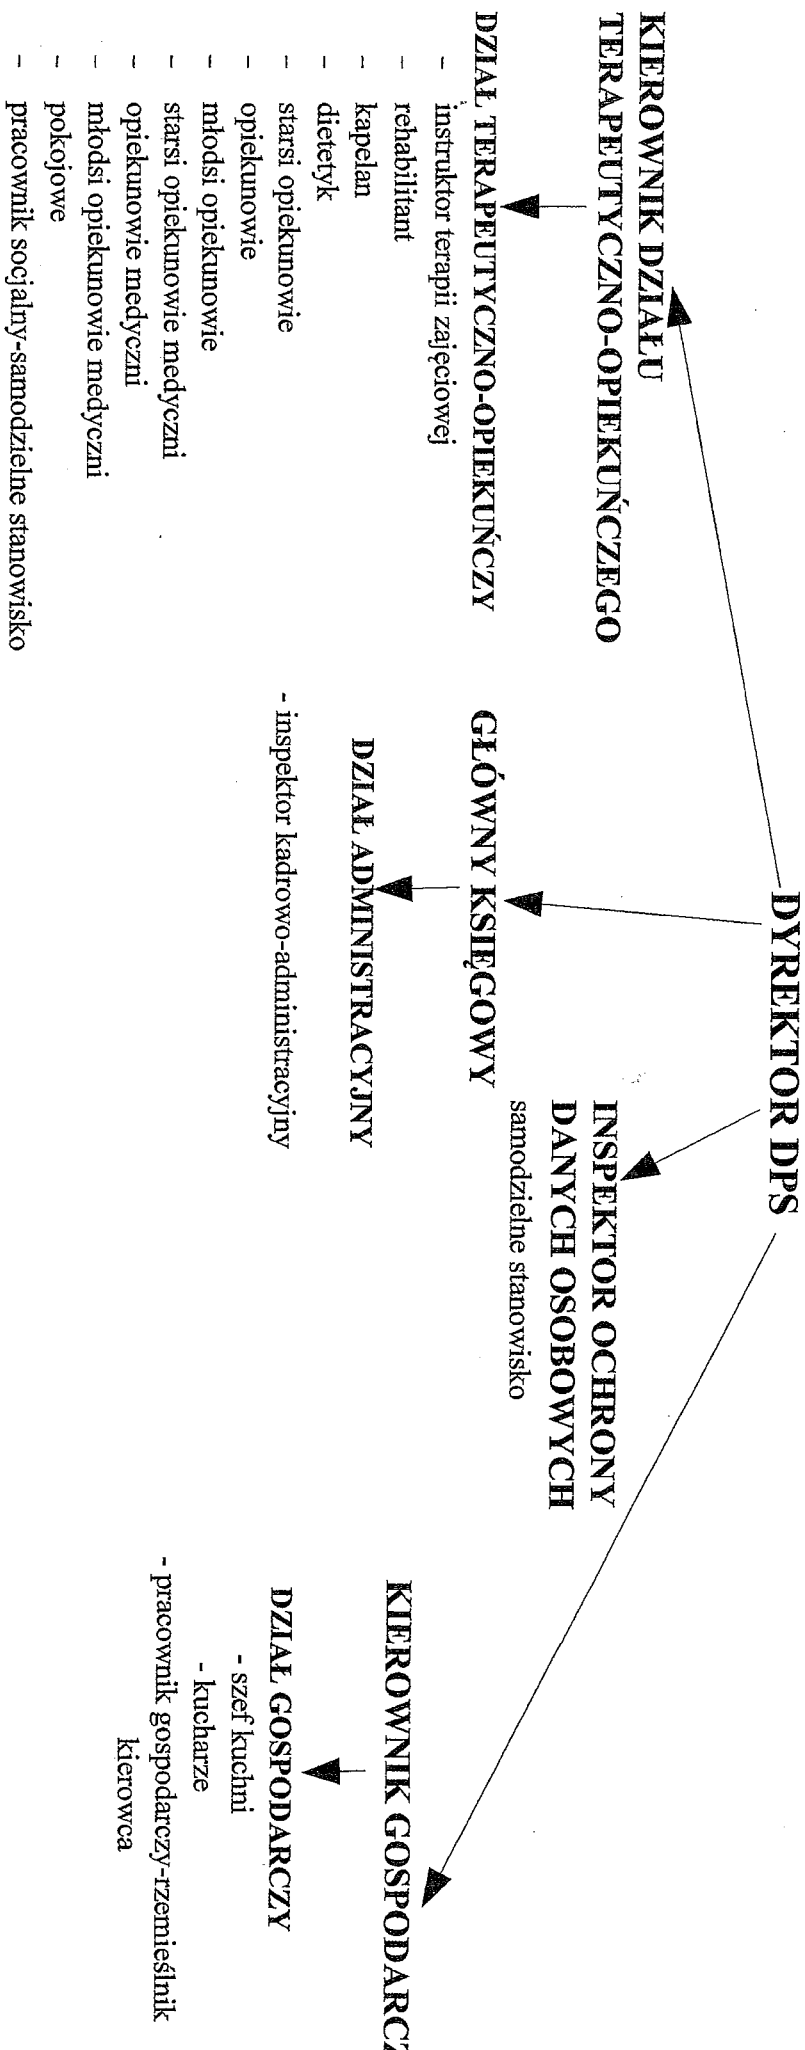 DYREKTOR DPS
KIEROWNIK DZIAŁU
TERAPEUTYCZNO-OPIEKUŃCZEGO
DZIAŁ TERAPEUTYCZNO-OPIEKUŃCZY
- instruktor terapii zajęciowej
- rehabilitant
- kapelan
- dietetyk
- starsi opiekunowie
- opiekunowie
- młodsi opiekunowie
- starsi opiekunowie medyczni
- opiekunowie medyczni
- młodsi opiekunowie medyczni
- pokojowe
- pracownik socjalny-samodzielne stanowisko
GŁÓWNY KSIĘGOWY
DZIAŁ ADMINISTRACYJNY
- inspektor kadrowo-administracyjny
INSPEKTOR OCHRONY
DANYCH OSOBOWYCH
samodzielne stanowisko
KIEROWNIK GOSPODARCZ
DZIAŁ GOSPODARCZY
- szef kuchni
- kucharze
- pracownik gospodarczy-rzemieślnik
kierowca